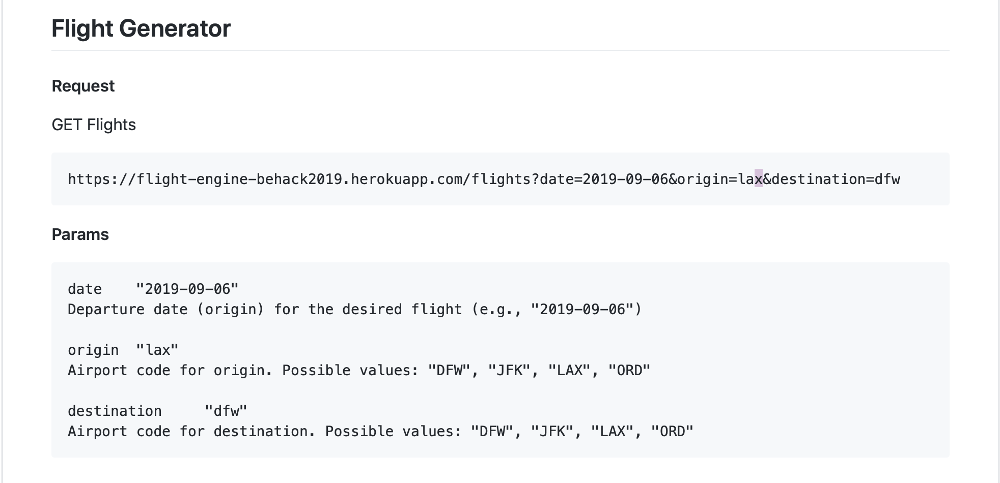 Flight Generator
Request
GET Flights
https://flight-engine-behack2019.herokuapp.com/flights?date=2019-09-06&origin=lax&destination=dfw
Params
date    "2019-09-06"
Departure date (origin) for the desired flight (e.g., "2019-09-06")
origin  "lax"
Airport code for origin. Possible values: "DFW", "JFK", "LAX", "ORD"
destination     "dfw"
Airport code for destination. Possible values: "DFW", "JFK", "LAX", "ORD"